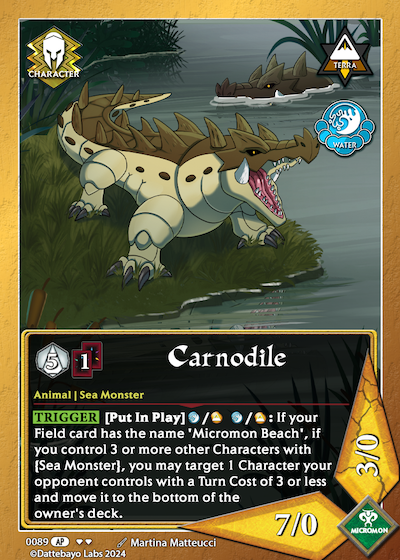 CHARACTER
TERRA
WATER
5 1 Carnodile
Animal | Sea Monster
TRIGGER [Put In Play] / / : If your
Field card has the name "Micromon Beach", if
you control 3 or more other Characters with
{Sea Monster}, you may target 1 Character your
opponent controls with a Turn Cost of 3 or less
and move it to the bottom of the
owner's deck.
3/0
7/0
MICROMON
0089 AP Martina Matteucci
©Dattebayo Labs 2024